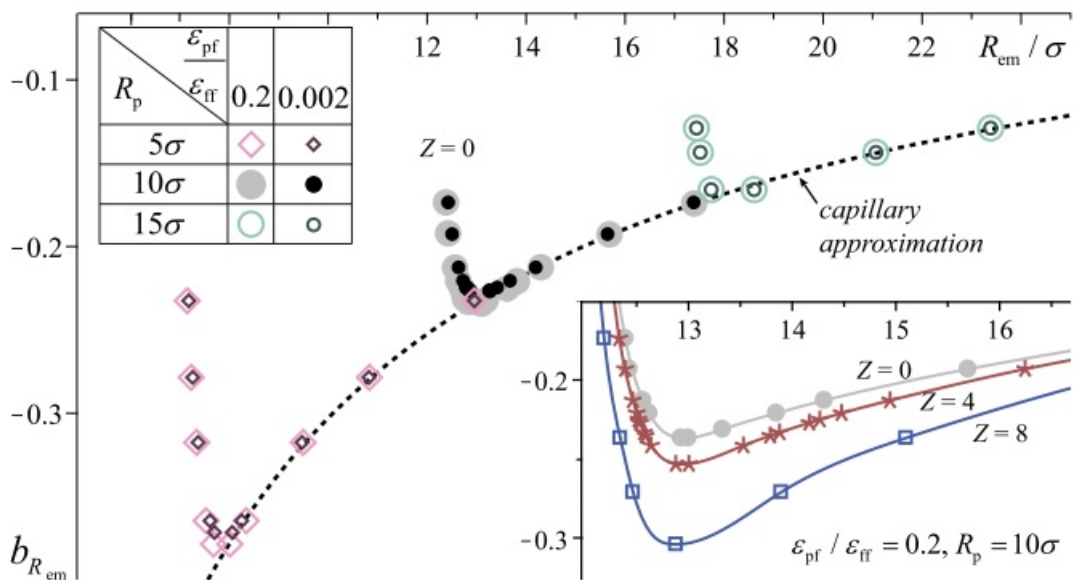 12 14 16 18 20 22 R_em / σ
-0.1
-0.2
-0.3
b_R_em
ε_pf
ε_ff
R_p
0.2 0.002
5σ
10σ
15σ
Z = 0
capillary
approximation
13 14 15 16
-0.2
-0.3
Z = 0
Z = 4
Z = 8
ε_pf / ε_ff = 0.2, R_p = 10σ